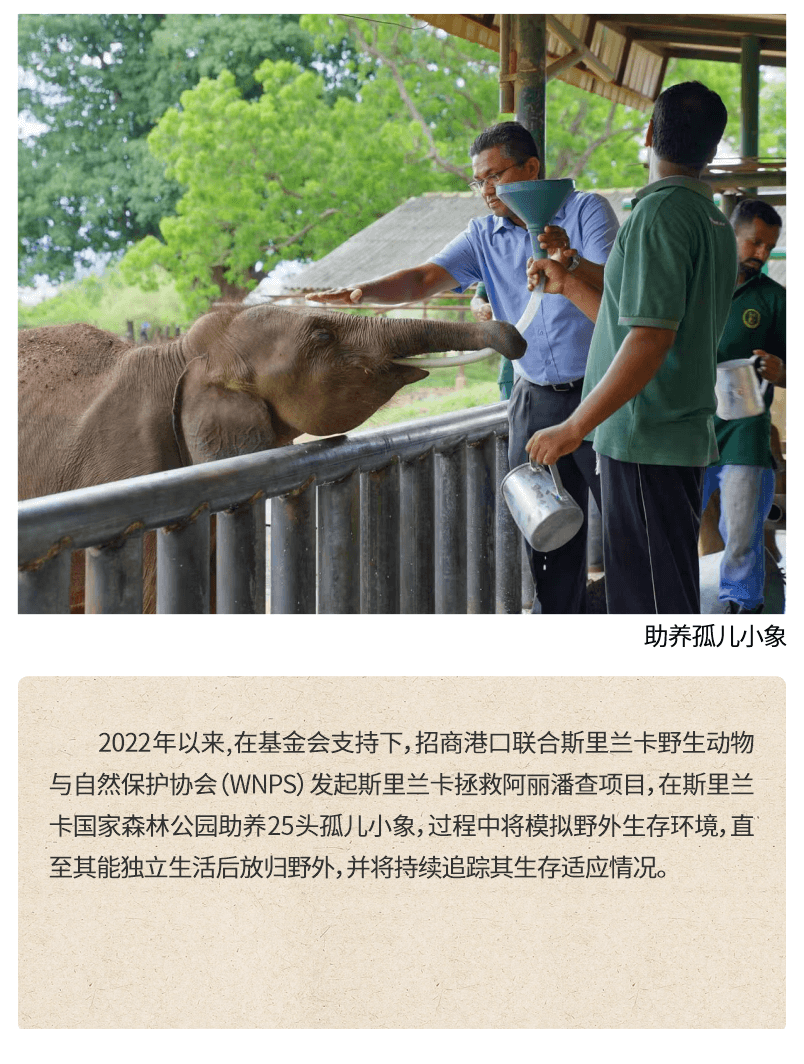 助养孤儿小象
2022年以来,在基金会支持下，招商港口联合斯里兰卡野生动物
与自然保护协会（WNPS）发起斯里兰卡拯救阿丽潘查项目，在斯里兰
卡国家森林公园助养25头孤儿小象，过程中将模拟野外生存环境，直
至其能独立生活后放归野外，并将持续追踪其生存适应情况。